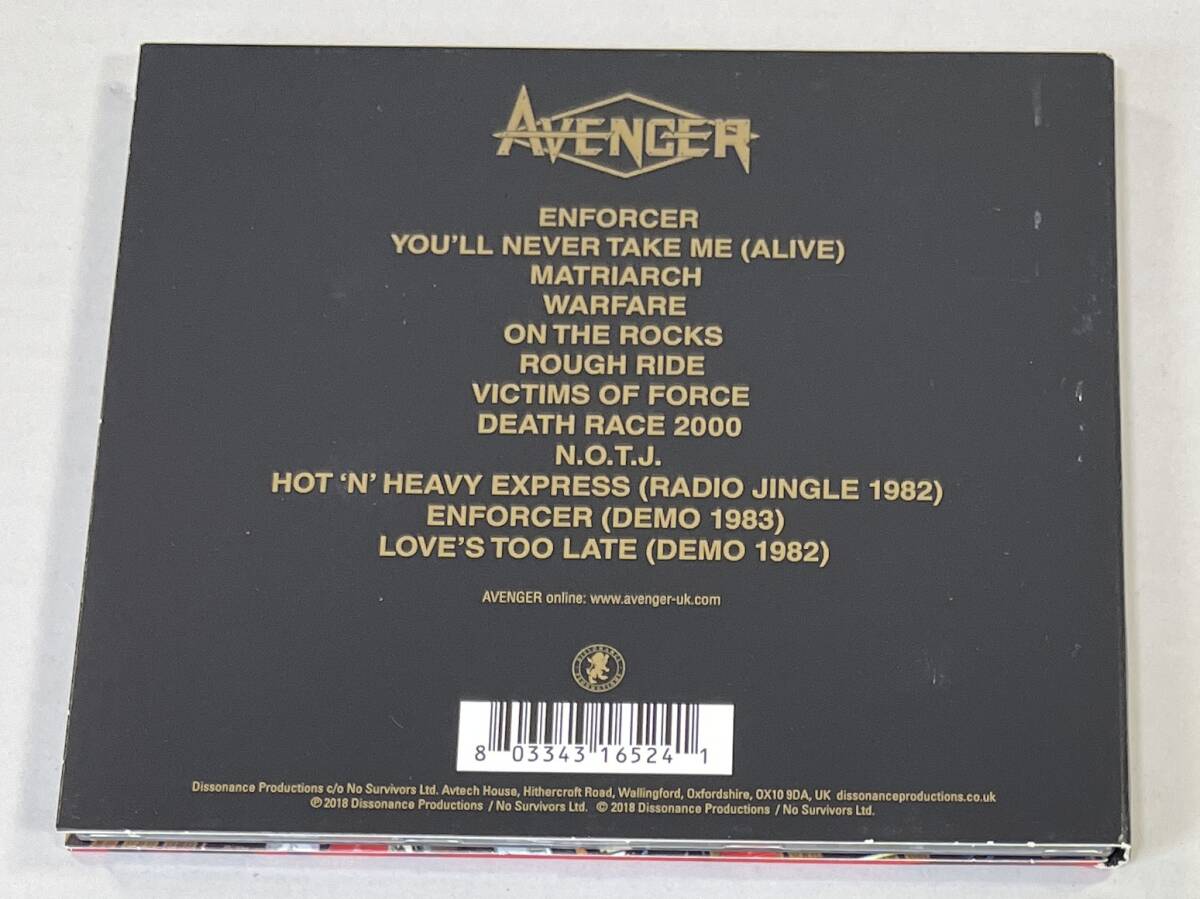 AVENGER
ENFORCER
YOU'LL NEVER TAKE ME (ALIVE)
MATRIARCH
WARFARE
ON THE ROCKS
ROUGH RIDE
VICTIMS OF FORCE
DEATH RACE 2000
N.O.T.J.
HOT 'N' HEAVY EXPRESS (RADIO JINGLE 1982)
ENFORCER (DEMO 1983)
LOVE'S TOO LATE (DEMO 1982)
AVENGER online: www.avenger-uk.com
DISSONANCE
PRODUCTIONS
8 03343 16524 1
Dissonance Productions c/o No Survivors Ltd. Avtech House, Hithercroft Road, Wallingford, Oxfordshire, OX10 9DA, UK dissonanceproductions.co.uk
℗ 2018 Dissonance Productions / No Survivors Ltd. © 2018 Dissonance Productions / No Survivors Ltd.